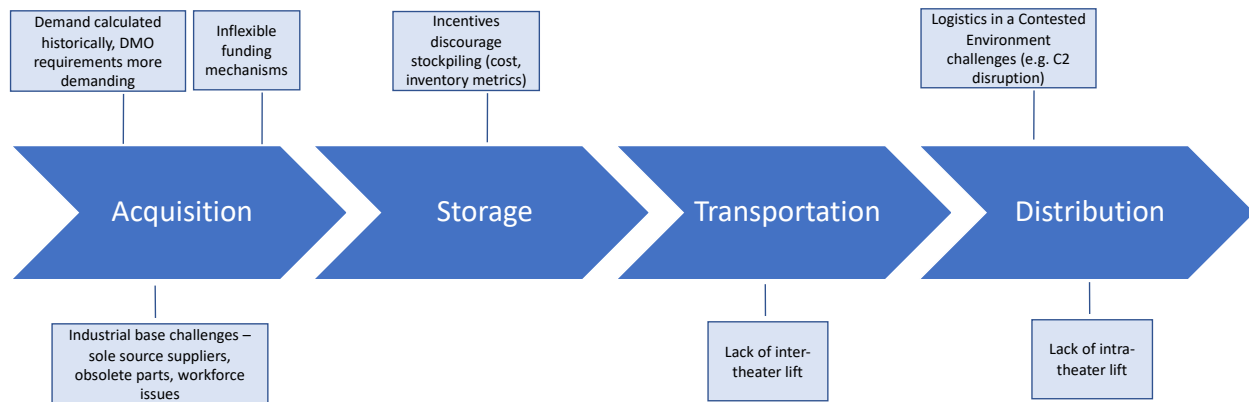 Demand calculated
historically, DMO
requirements more
demanding
Inflexible
funding
mechanisms
Incentives
discourage
stockpiling (cost,
inventory metrics)
Logistics in a Contested
Environment
challenges (e.g. C2
disruption)
Acquisition
Storage
Transportation
Distribution
Industrial base challenges –
sole source suppliers,
obsolete parts, workforce
issues
Lack of inter-
theater lift
Lack of intra-
theater lift